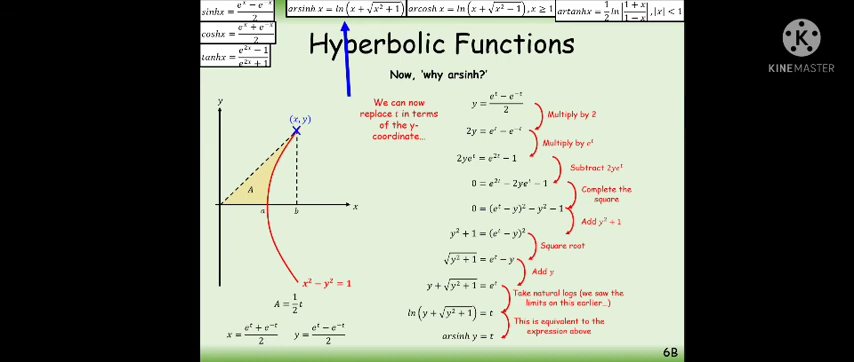 sinhx = (e^x − e^−x)/2
coshx = (e^x + e^−x)/2
tanhx = (e^2x − 1)/(e^2x + 1)
arsinh x = ln(x + √(x² + 1))
arcosh x = ln(x + √(x² − 1)), x ≥ 1
artanhx = 1/2 ln|(1 + x)/(1 − x)|, |x| < 1
KINEMASTER
Hyperbolic Functions
Now, 'why arsinh?'
We can now
replace t in terms
of the y-
coordinate…
y
(x, y)
A
a
b
x
x² − y² = 1
A = 1/2 t
x = (e^t + e^−t)/2
y = (e^t − e^−t)/2
y = (e^t − e^−t)/2
Multiply by 2
2y = e^t − e^−t
Multiply by e^t
2ye^t = e^2t − 1
Subtract 2ye^t
0 = e^2t − 2ye^t − 1
Complete the
square
0 = (e^t − y)² − y² − 1
Add y² + 1
y² + 1 = (e^t − y)²
Square root
√(y² + 1) = e^t − y
Add y
y + √(y² + 1) = e^t
Take natural logs (we saw the
limits on this earlier…)
ln(y + √(y² + 1)) = t
This is equivalent to the
expression above
arsinh y = t
6B